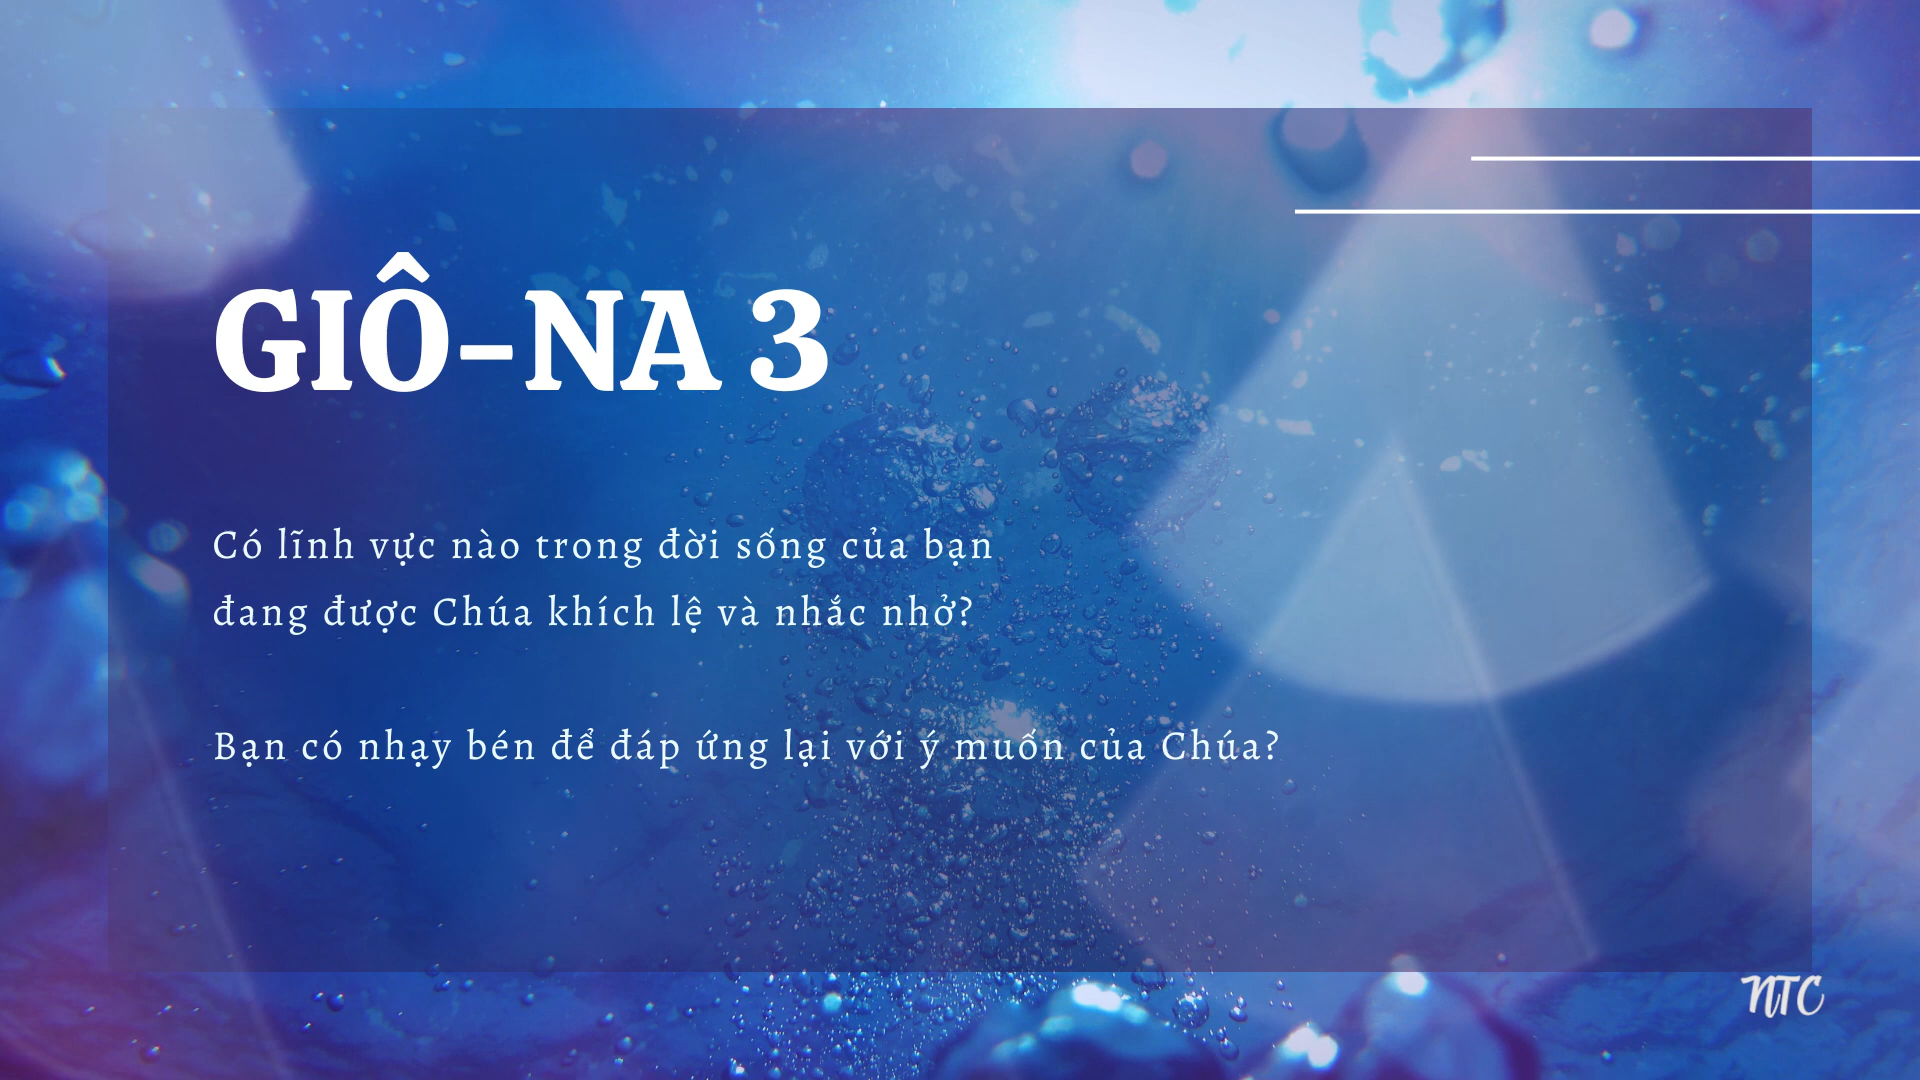 GIÔ-NA 3
Có lĩnh vực nào trong đời sống của bạn
đang được Chúa khích lệ và nhắc nhở?
Bạn có nhạy bén để đáp ứng lại với ý muốn của Chúa?
NTC